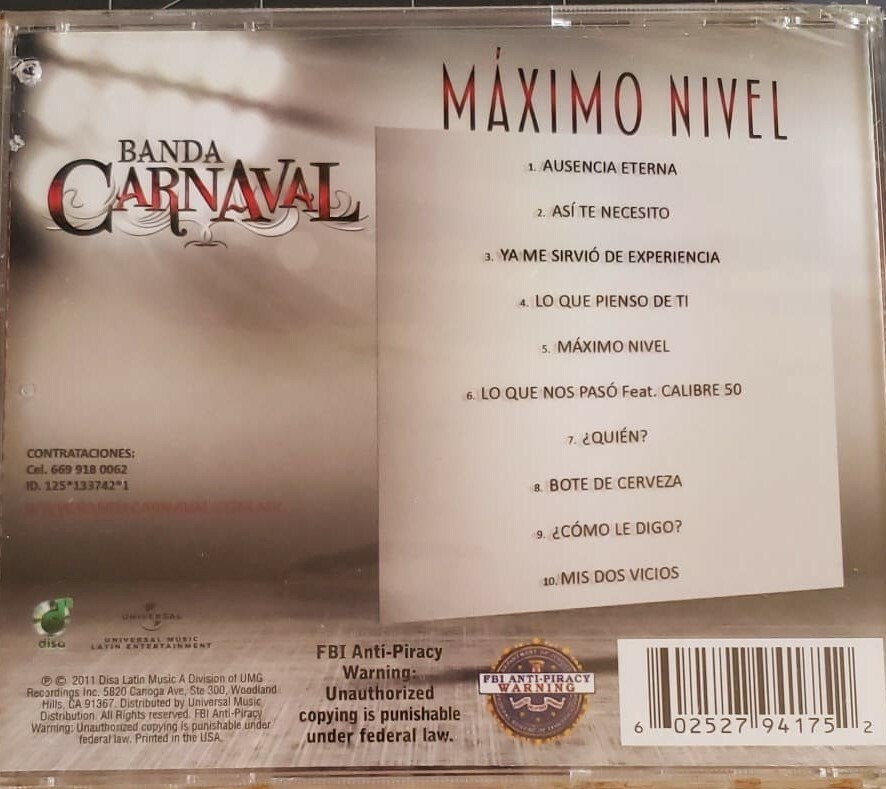 MÁXIMO NIVEL
BANDA
CARNAVAL
1. AUSENCIA ETERNA
2. ASÍ TE NECESITO
3. YA ME SIRVIÓ DE EXPERIENCIA
4. LO QUE PIENSO DE TI
5. MÁXIMO NIVEL
6. LO QUE NOS PASÓ Feat. CALIBRE 50
7. ¿QUIÉN?
8. BOTE DE CERVEZA
9. ¿CÓMO LE DIGO?
10. MIS DOS VICIOS
CONTRATACIONES:
Cel. 669 918 0062
ID. 125*133742*1
disa
UNIVERSAL
UNIVERSAL MUSIC
LATIN ENTERTAINMENT
℗ © 2011 Disa Latin Music A Division of UMG
Recordings Inc. 5820 Canoga Ave, Ste 300, Woodland
Hills, CA 91367. Distributed by Universal Music
Distribution. All Rights reserved. FBI Anti-Piracy
Warning: Unauthorized copying is punishable under
federal law. Printed in the USA.
FBI Anti-Piracy
Warning:
Unauthorized
copying is punishable
under federal law.
FBI ANTI-PIRACY
WARNING
6 02527 94175 2